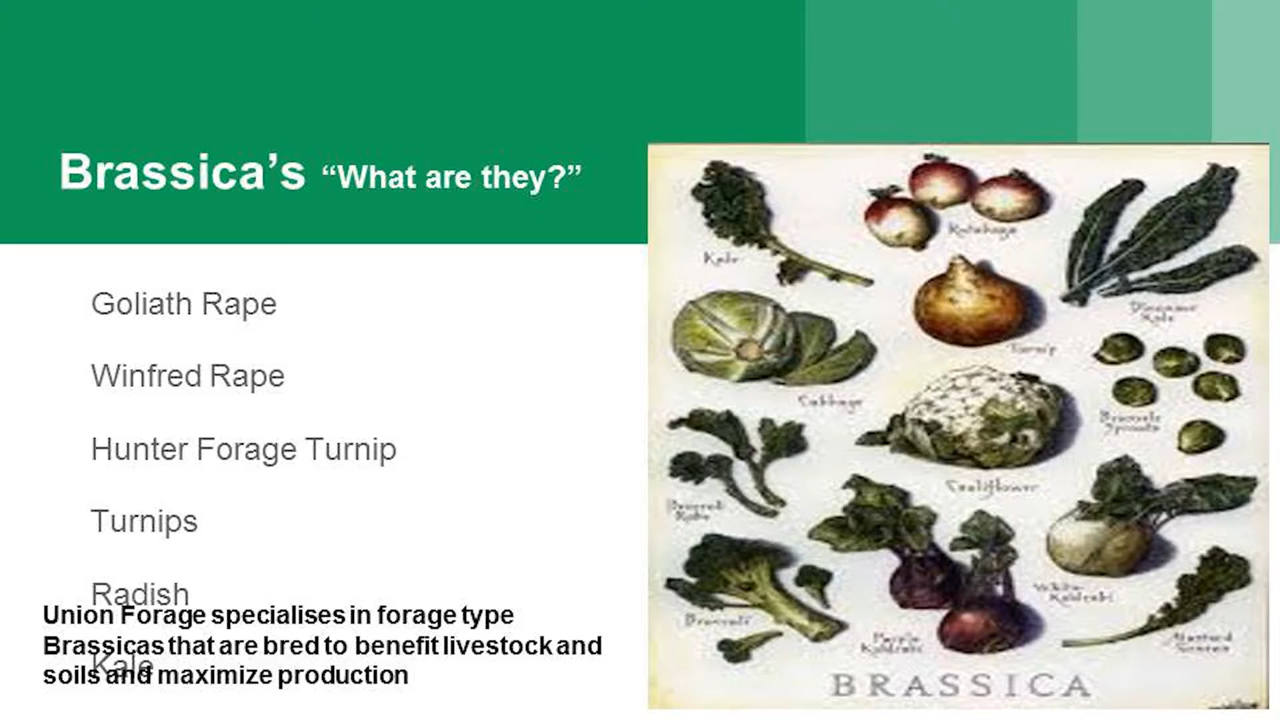 Brassica’s “What are they?”
Goliath Rape
Winfred Rape
Hunter Forage Turnip
Turnips
Radish
Kale
Union Forage specialises in forage type
Brassicas that are bred to benefit livestock and
soils and maximize production
Kale
Rutabaga
Dinosaur
Kale
Turnip
Cabbage
Brussels
Sprouts
Cauliflower
Broccoli
Rabe
White
Kohlrabi
Broccoli
Purple
Kohlrabi
Mustard
Greens
BRASSICA